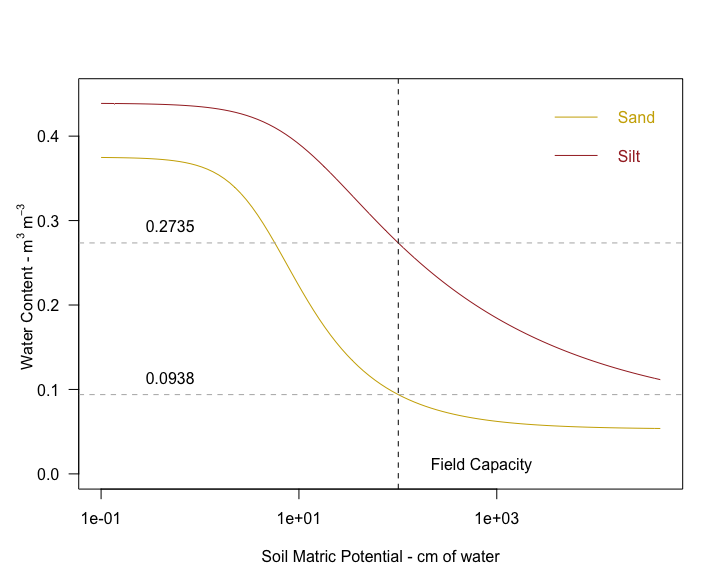 Sand
Silt
0.4
0.3
0.2
0.1
0.0
Water Content - m³ m⁻³
0.2735
0.0938
Field Capacity
1e-01
1e+01
1e+03
Soil Matric Potential - cm of water